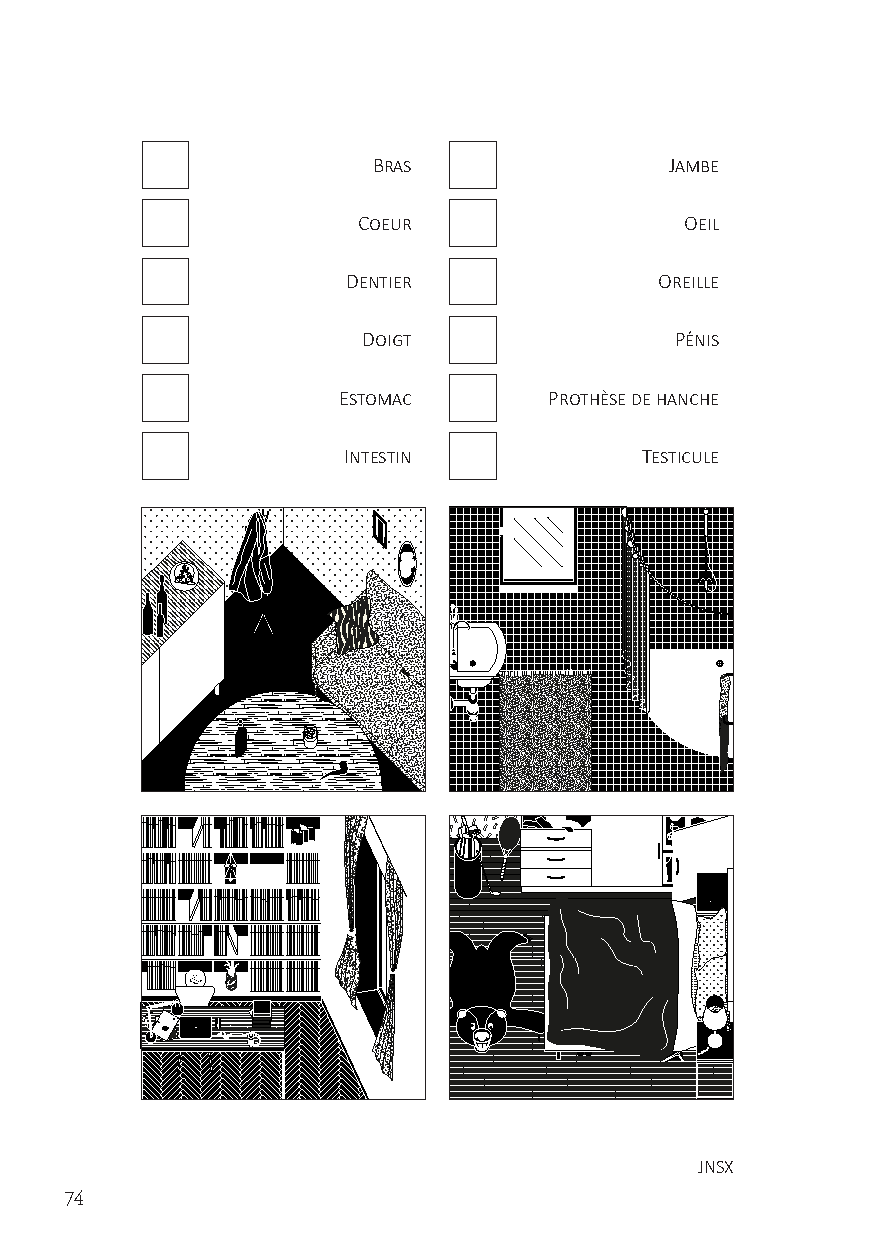 Bras
Jambe
Coeur
Oeil
Dentier
Oreille
Doigt
Pénis
Estomac
Prothèse de hanche
Intestin
Testicule
JNSX
74